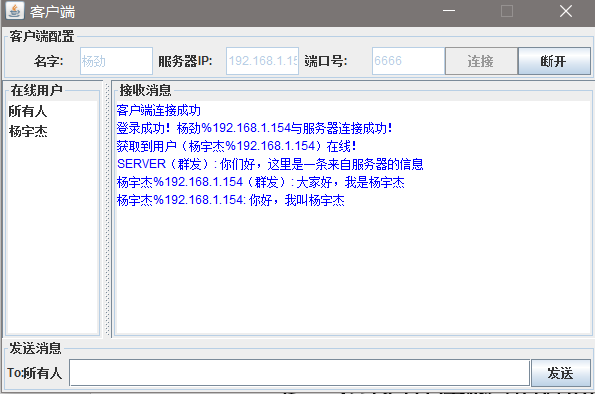 客户端
客户端配置
名字: 杨劲 服务器IP: 192.168.1.15 端口号: 6666 连接 断开
在线用户
所有人
杨宇杰
接收消息
客户端连接成功
登录成功！杨劲%192.168.1.154与服务器连接成功！
获取到用户（杨宇杰%192.168.1.154）在线！
SERVER（群发）: 你们好，这里是一条来自服务器的信息
杨宇杰%192.168.1.154（群发）: 大家好，我是杨宇杰
杨宇杰%192.168.1.154: 你好，我叫杨宇杰
发送消息
To:所有人 发送